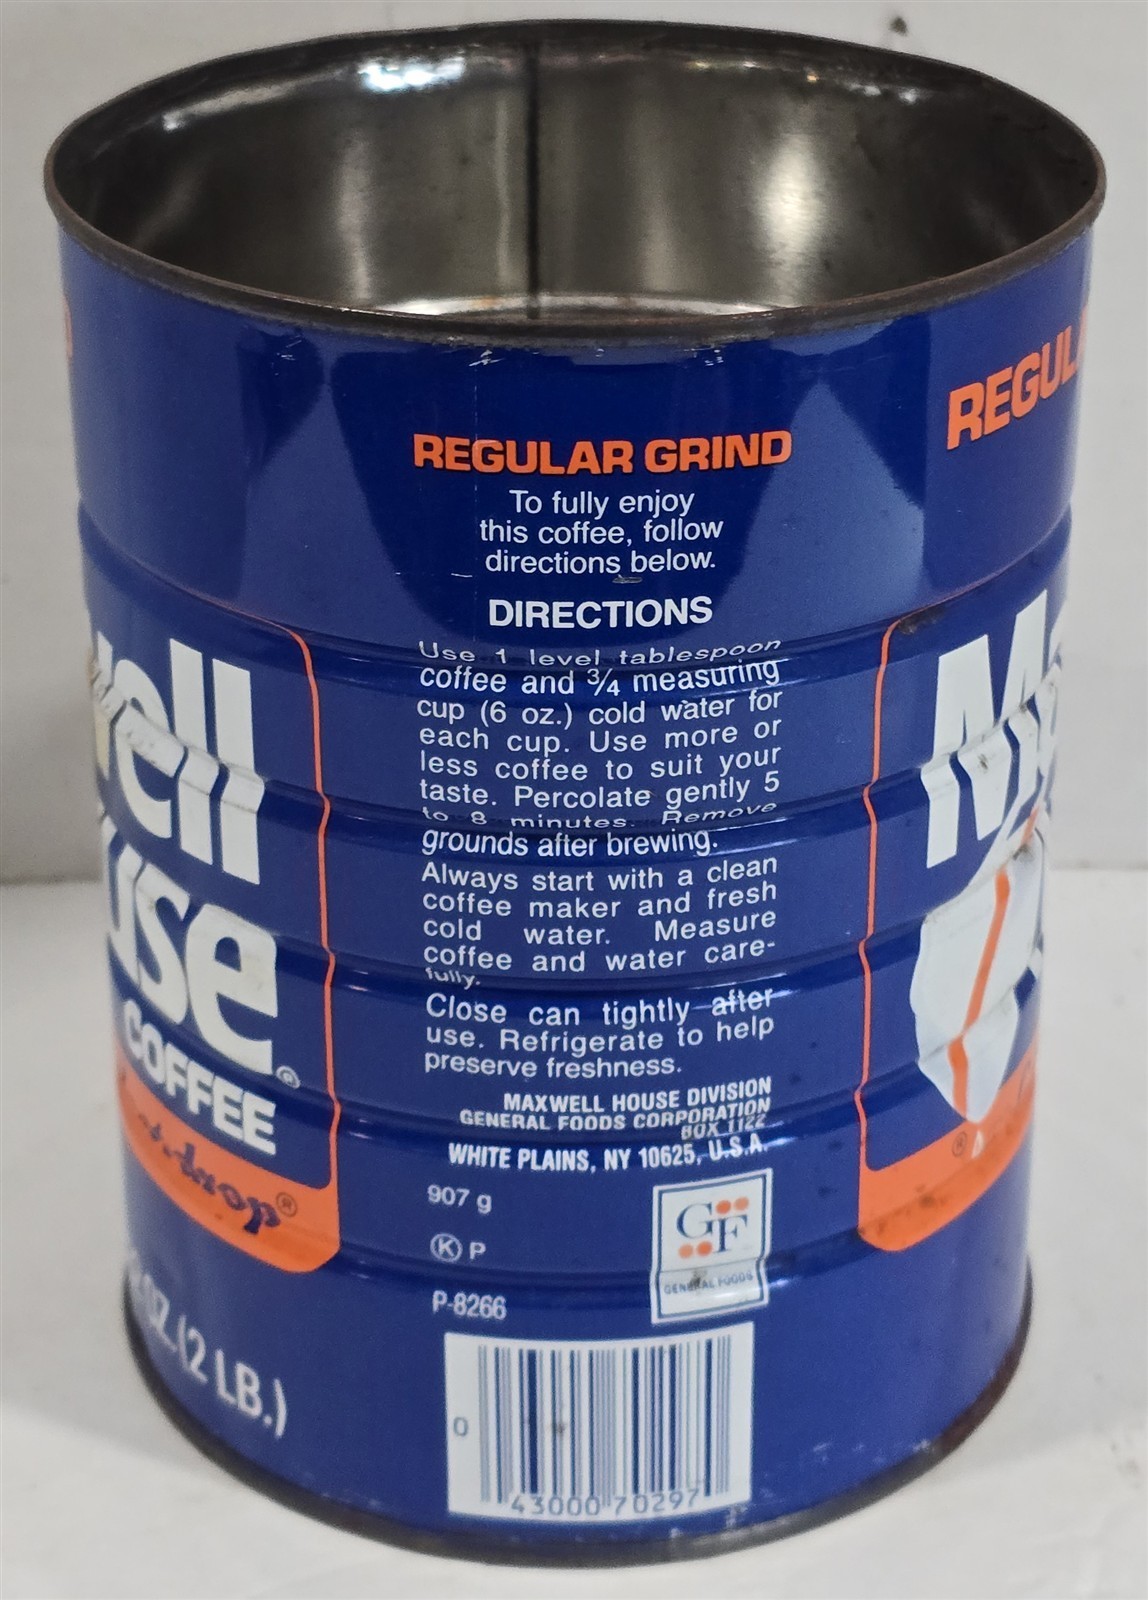 REGULAR GRIND
To fully enjoy
this coffee, follow
directions below.
DIRECTIONS
Use 1 level tablespoon
coffee and ¾ measuring
cup (6 oz.) cold water for
each cup. Use more or
less coffee to suit your
taste. Percolate gently 5
to 8 minutes. Remove
grounds after brewing.
Always start with a clean
coffee maker and fresh
cold water. Measure
coffee and water care-
fully.
Close can tightly after
use. Refrigerate to help
preserve freshness.
MAXWELL HOUSE DIVISION
GENERAL FOODS CORPORATION
BOX 1122
WHITE PLAINS, NY 10625, U.S.A.
907 g
Ⓚ P
P-8266
GF
GENERAL FOODS
0 43000 70297
well
use
®
COFFEE
drop®
OZ. (2 LB.)
REGUL
M
®